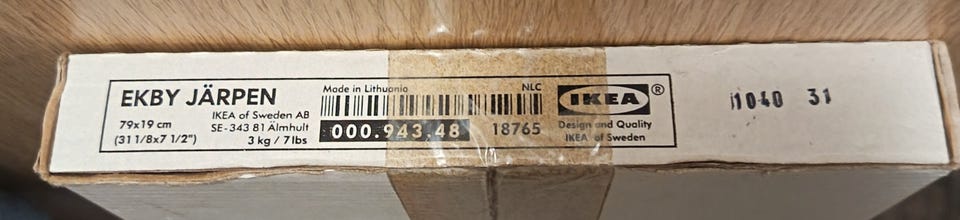 EKBY JÄRPEN
79x19 cm
(31 1/8x7 1/2")
IKEA of Sweden AB
SE-343 81 Älmhult
3 kg / 7 lbs
Made in Lithuania
NLC
000.943.48
18765
IKEA®
Design and Quality
IKEA of Sweden
1040 31